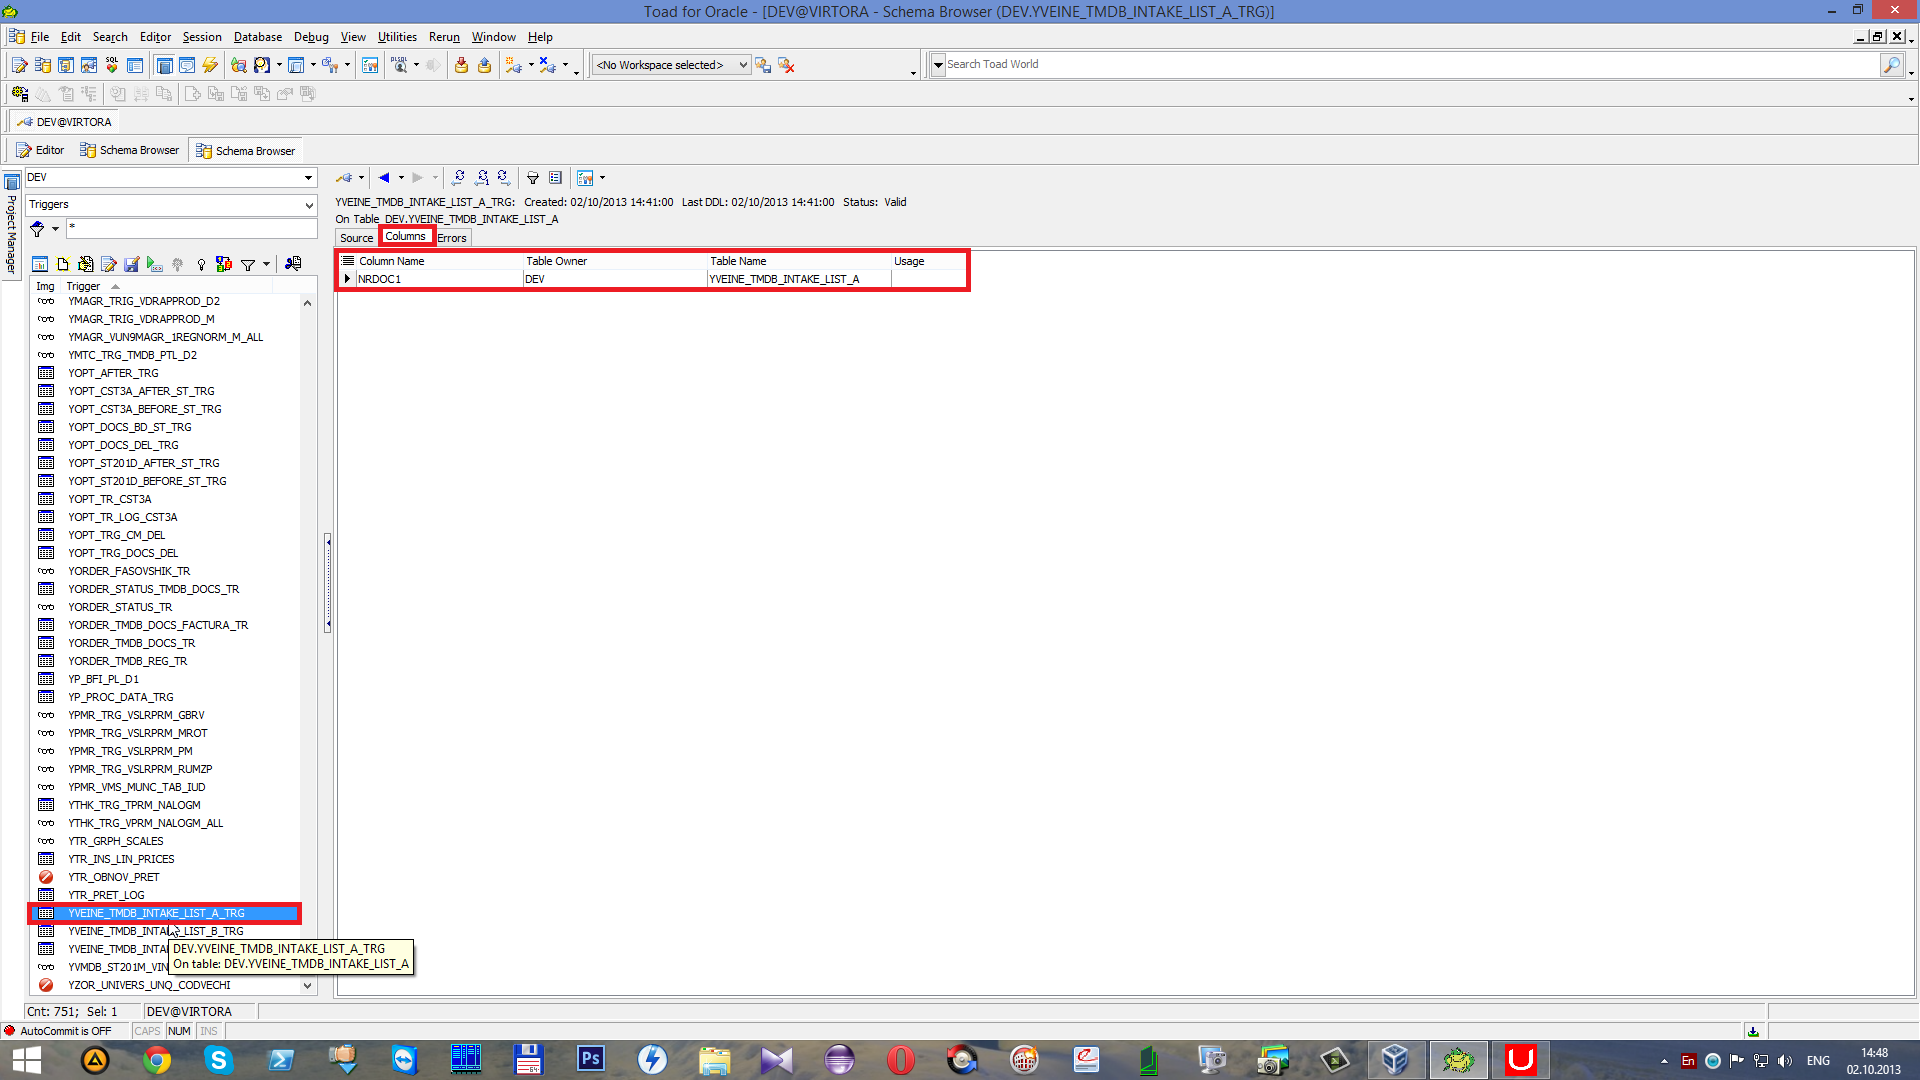 Toad for Oracle - [DEV@VIRTORA - Schema Browser (DEV.YVEINE_TMDB_INTAKE_LIST_A_TRG)]
File Edit Search Editor Session Database Debug View Utilities Rerun Window Help
<No Workspace selected> Search Toad World
DEV@VIRTORA
Editor Schema Browser Schema Browser
Project Manager
DEV
Triggers
*
Img Trigger
YMAGR_TRIG_VDRAPPROD_D2
YMAGR_TRIG_VDRAPPROD_M
YMAGR_VUN9MAGR_1REGNORM_M_ALL
YMTC_TRG_TMDB_PTL_D2
YOPT_AFTER_TRG
YOPT_CST3A_AFTER_ST_TRG
YOPT_CST3A_BEFORE_ST_TRG
YOPT_DOCS_BD_ST_TRG
YOPT_DOCS_DEL_TRG
YOPT_ST201D_AFTER_ST_TRG
YOPT_ST201D_BEFORE_ST_TRG
YOPT_TR_CST3A
YOPT_TR_LOG_CST3A
YOPT_TRG_CM_DEL
YOPT_TRG_DOCS_DEL
YORDER_FASOVSHIK_TR
YORDER_STATUS_TMDB_DOCS_TR
YORDER_STATUS_TR
YORDER_TMDB_DOCS_FACTURA_TR
YORDER_TMDB_DOCS_TR
YORDER_TMDB_REG_TR
YP_BFI_PL_D1
YP_PROC_DATA_TRG
YPMR_TRG_VSLRPRM_GBRV
YPMR_TRG_VSLRPRM_MROT
YPMR_TRG_VSLRPRM_PM
YPMR_TRG_VSLRPRM_RUMZP
YPMR_VMS_MUNC_TAB_IUD
YTHK_TRG_TPRM_NALOGM
YTHK_TRG_VPRM_NALOGM_ALL
YTR_GRPH_SCALES
YTR_INS_LIN_PRICES
YTR_OBNOV_PRET
YTR_PRET_LOG
YVEINE_TMDB_INTAKE_LIST_A_TRG
YVEINE_TMDB_INTAKE_LIST_B_TRG
YVEINE_TMDB_INTA
YVMDB_ST201M_VIN
YZOR_UNIVERS_UNQ_CODVECHI
DEV.YVEINE_TMDB_INTAKE_LIST_A_TRG
On table: DEV.YVEINE_TMDB_INTAKE_LIST_A
YVEINE_TMDB_INTAKE_LIST_A_TRG: Created: 02/10/2013 14:41:00 Last DDL: 02/10/2013 14:41:00 Status: Valid
On Table DEV.YVEINE_TMDB_INTAKE_LIST_A
Source Columns Errors
Column Name Table Owner Table Name Usage
NRDOC1 DEV YVEINE_TMDB_INTAKE_LIST_A
Cnt: 751; Sel: 1 DEV@VIRTORA
AutoCommit is OFF CAPS NUM INS
Ps
En ENG 14:48
02.10.2013